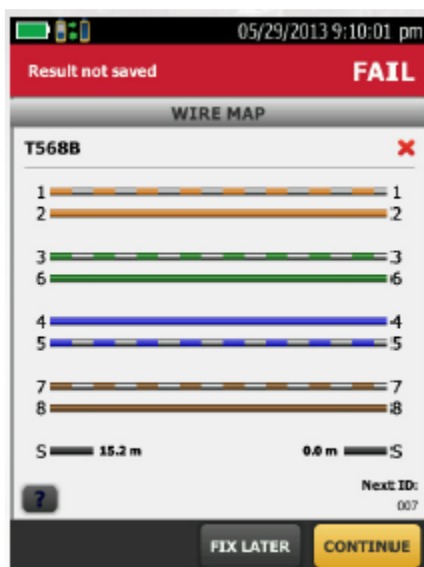 05/29/2013 9:10:01 pm
Result not saved FAIL
WIRE MAP
T568B
1 1
2 2
3 3
6 6
4 4
5 5
7 7
8 8
S 15.2 m 0.0 m S
Next ID:
? 007
FIX LATER CONTINUE